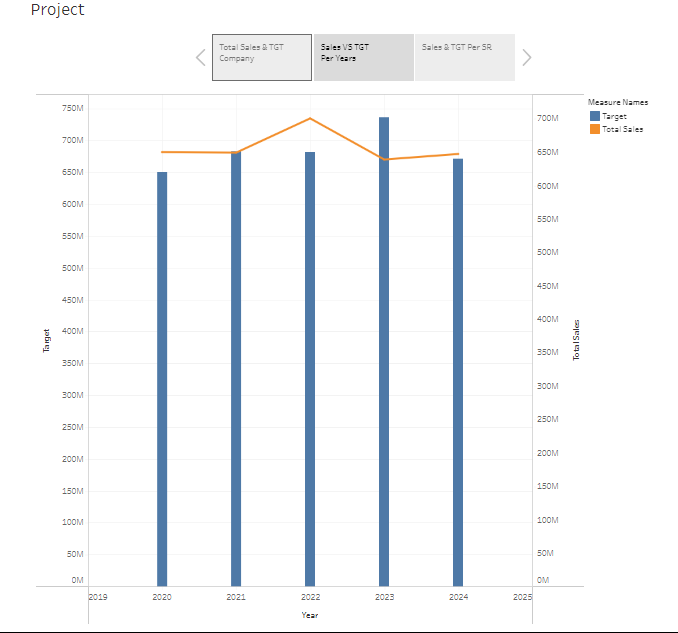 Project
Total Sales & TGT
Company
Sales VS TGT
Per Years
Sales & TGT Per SR
Measure Names
Target
Total Sales
750M
700M
650M
600M
550M
500M
450M
400M
350M
300M
250M
200M
150M
100M
50M
0M
Target
700M
650M
600M
550M
500M
450M
400M
350M
300M
250M
200M
150M
100M
50M
0M
Total Sales
2019
2020
2021
2022
2023
2024
2025
Year